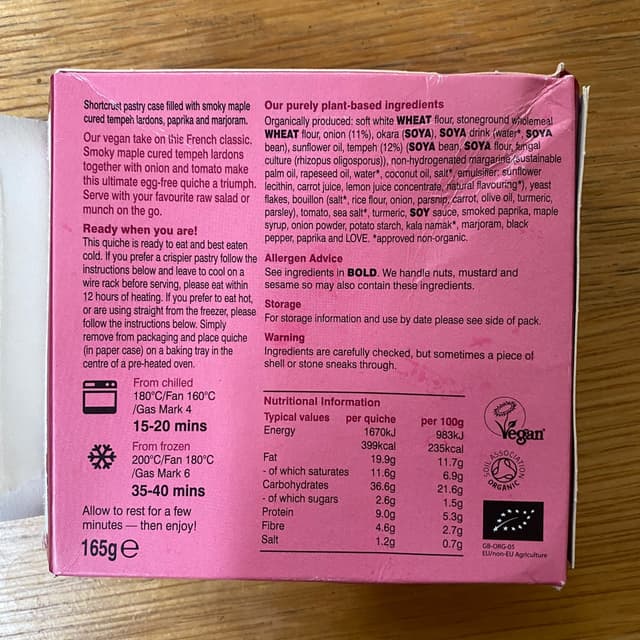 Shortcrust pastry case filled with smoky maple
cured tempeh lardons, paprika and marjoram.
Our vegan take on this French classic.
Smoky maple cured tempeh lardons
together with onion and tomato make
this ultimate egg-free quiche a triumph.
Serve with your favourite raw salad or
munch on the go.
Ready when you are!
This quiche is ready to eat and best eaten
cold. If you prefer a crispier pastry follow the
instructions below and leave to cool on a
wire rack before serving, please eat within
12 hours of heating. If you prefer to eat hot,
or are using straight from the freezer, please
follow the instructions below. Simply
remove from packaging and place quiche
(in paper case) on a baking tray in the
centre of a pre-heated oven.
From chilled
180°C/Fan 160°C
/Gas Mark 4
15-20 mins
From frozen
200°C/Fan 180°C
/Gas Mark 6
35-40 mins
Allow to rest for a few
minutes — then enjoy!
165g e
Our purely plant-based ingredients
Organically produced: soft white WHEAT flour, stoneground wholemeal
WHEAT flour, onion (11%), okara (SOYA), SOYA drink (water*, SOYA
bean), sunflower oil, tempeh (12%) (SOYA bean, SOYA flour, fungal
culture (rhizopus oligosporus)), non-hydrogenated margarine (sustainable
palm oil, rapeseed oil, water*, coconut oil, salt*, emulsifier: sunflower
lecithin, carrot juice, lemon juice concentrate, natural flavouring*), yeast
flakes, bouillon (salt*, rice flour, onion, parsnip, carrot, olive oil, turmeric,
parsley), tomato, sea salt*, turmeric, SOY sauce, smoked paprika, maple
syrup, onion powder, potato starch, kala namak*, marjoram, black
pepper, paprika and LOVE. *approved non-organic.
Allergen Advice
See ingredients in BOLD. We handle nuts, mustard and
sesame so may also contain these ingredients.
Storage
For storage information and use by date please see side of pack.
Warning
Ingredients are carefully checked, but sometimes a piece of
shell or stone sneaks through.
Nutritional Information
Typical values per quiche per 100g
Energy 1670kJ 983kJ
399kcal 235kcal
Fat 19.9g 11.7g
- of which saturates 11.6g 6.9g
Carbohydrates 36.6g 21.6g
- of which sugars 2.6g 1.5g
Protein 9.0g 5.3g
Fibre 4.6g 2.7g
Salt 1.2g 0.7g
Vegan
SOIL ASSOCIATION
ORGANIC
GB-ORG-05
EU/non-EU Agriculture